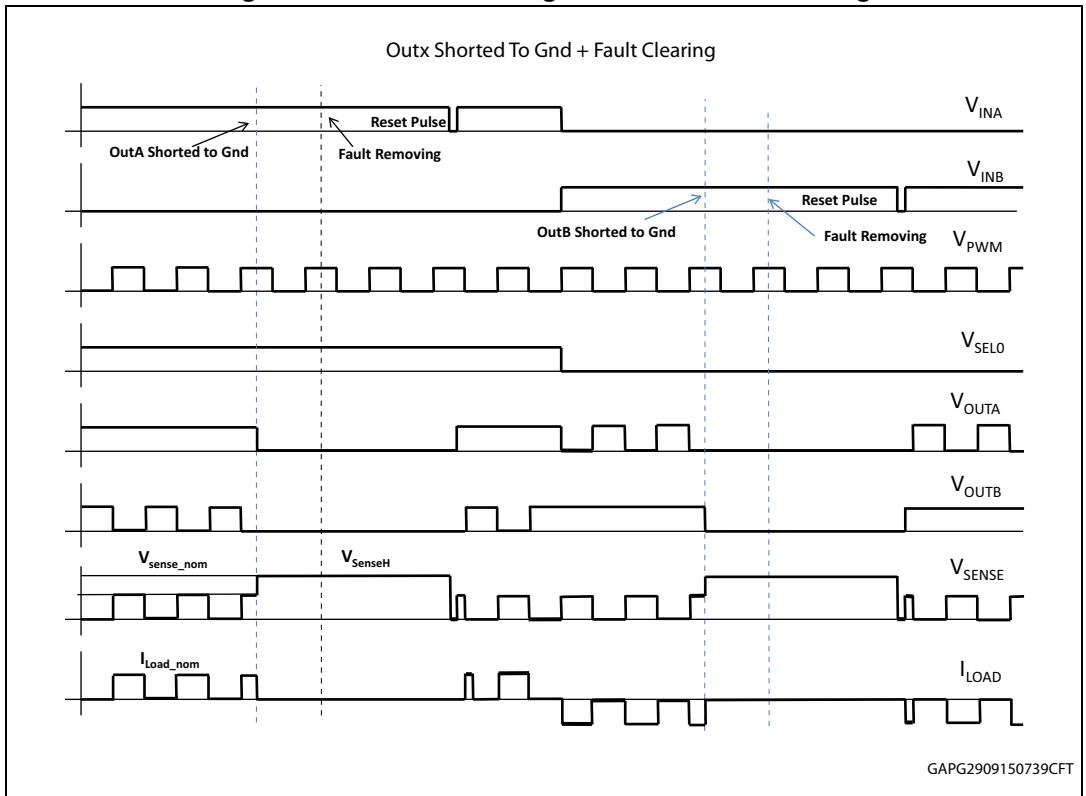 Outx Shorted To Gnd + Fault Clearing
V_INA
Reset Pulse
OutA Shorted to Gnd
Fault Removing
V_INB
Reset Pulse
OutB Shorted to Gnd
Fault Removing
V_PWM
V_SEL0
V_OUTA
V_OUTB
V_sense_nom
V_SenseH
V_SENSE
I_Load_nom
I_LOAD
GAPG2909150739CFT